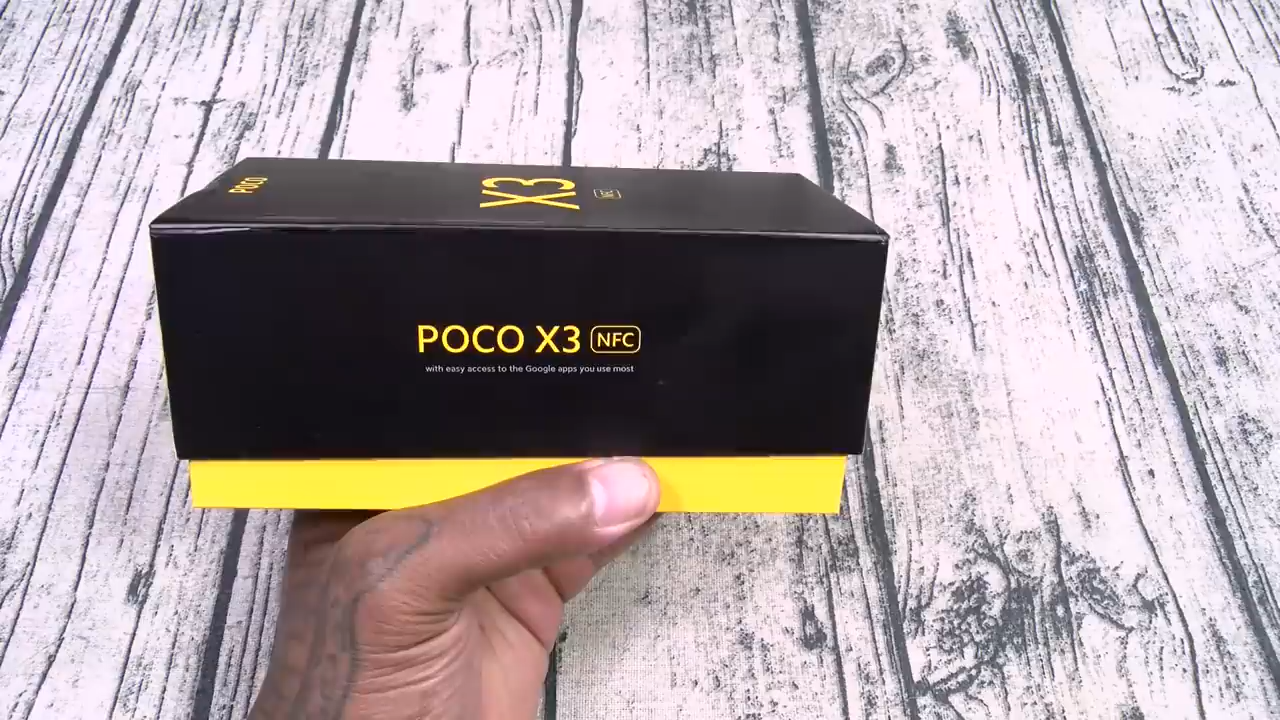 POCO
X3 NFC
POCO X3 NFC
with easy access to the Google apps you use most